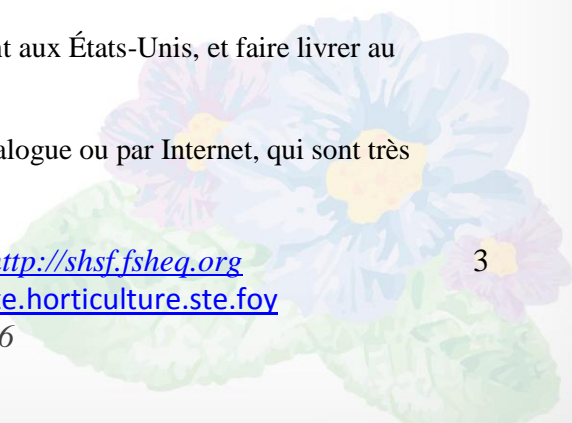 aux États-Unis, et faire livrer au
ou par Internet, qui sont très
http://shsf.fsheq.org 3
.horticulture.ste.foy
6